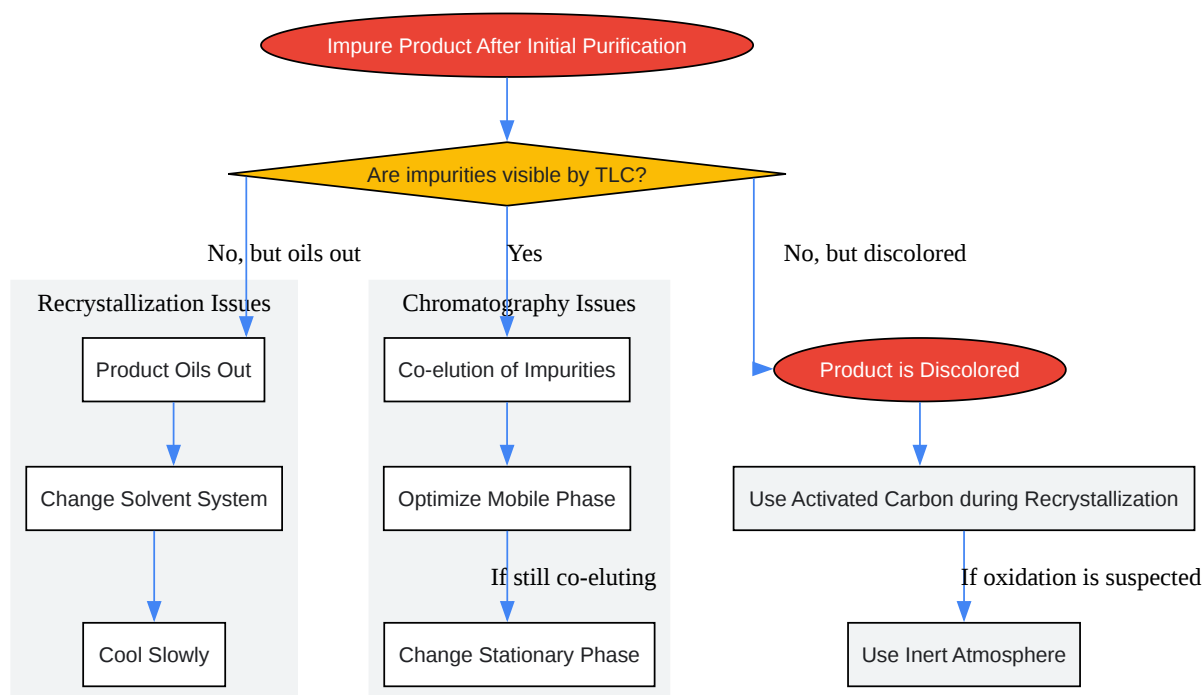 Impure Product After Initial Purification
Are impurities visible by TLC?
No, but oils out
Yes
No, but discolored
Recrystallization Issues
Chromatography Issues
Product Oils Out
Co-elution of Impurities
Product is Discolored
Change Solvent System
Optimize Mobile Phase
Use Activated Carbon during Recrystallization
If still co-eluting
If oxidation is suspected
Cool Slowly
Change Stationary Phase
Use Inert Atmosphere